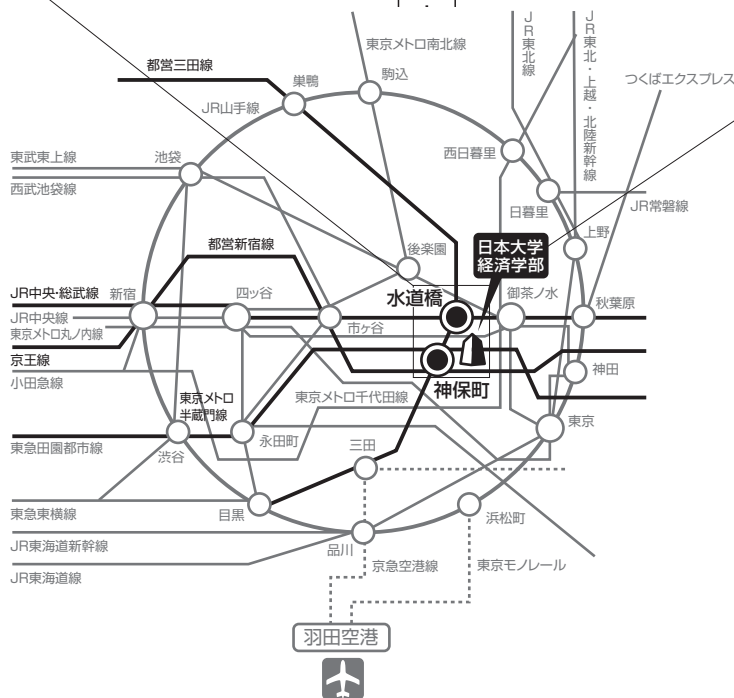 東京メトロ南北線
JR東北線
JR東北・上越・北陸新幹線
つくばエクスプレス
都営三田線
巣鴨
駒込
JR山手線
東武東上線
池袋
西武池袋線
西日暮里
日暮里
JR常磐線
上野
都営新宿線
後楽園
日本大学
経済学部
JR中央・総武線
新宿
四ッ谷
水道橋
御茶ノ水
秋葉原
JR中央線
市ヶ谷
東京メトロ丸ノ内線
京王線
小田急線
神田
神保町
東京メトロ
半蔵門線
東京メトロ千代田線
東京
東急田園都市線
渋谷
永田町
三田
東急東横線
目黒
浜松町
JR東海道新幹線
品川
京急空港線
東京モノレール
JR東海道線
羽田空港